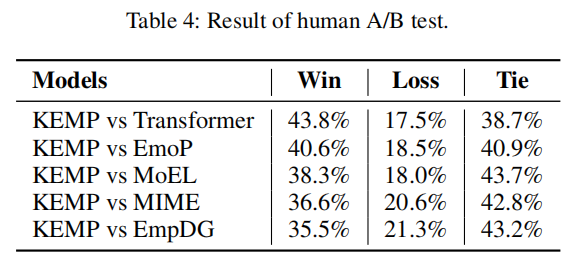 Table 4: Result of human A/B test.
Models Win Loss Tie
KEMP vs Transformer 43.8% 17.5% 38.7%
KEMP vs EmoP 40.6% 18.5% 40.9%
KEMP vs MoEL 38.3% 18.0% 43.7%
KEMP vs MIME 36.6% 20.6% 42.8%
KEMP vs EmpDG 35.5% 21.3% 43.2%